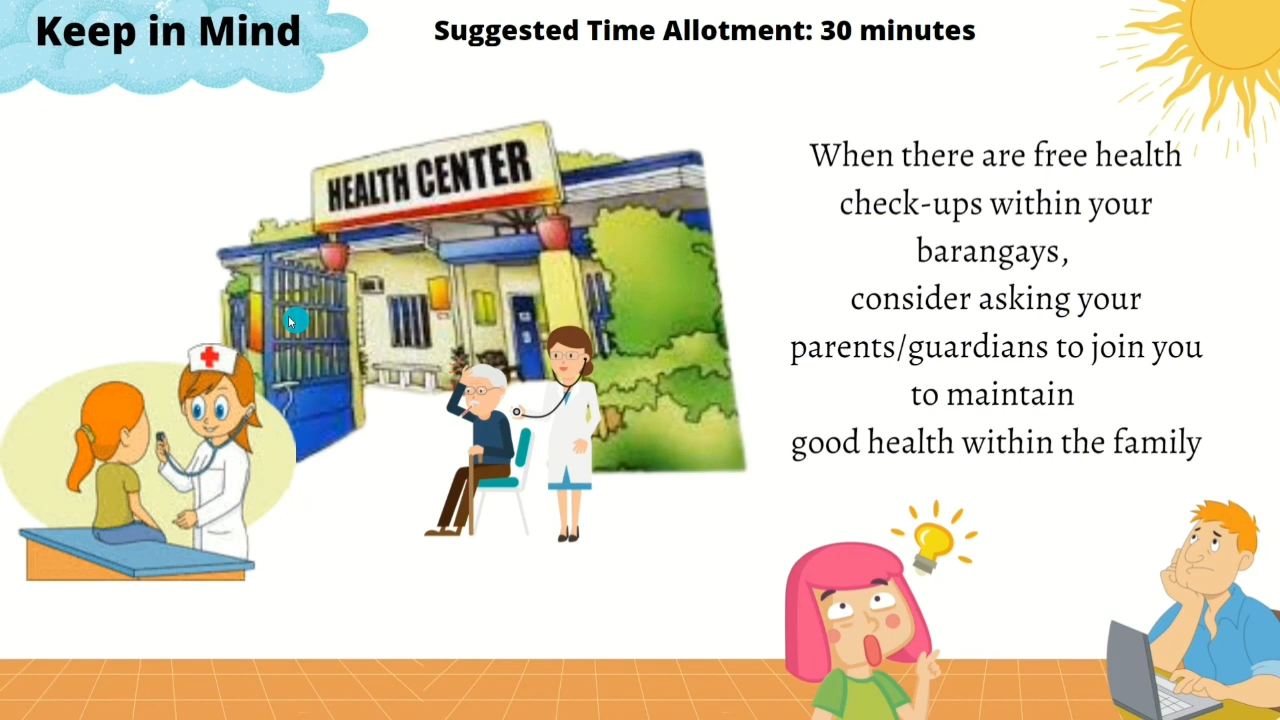 Keep in Mind
Suggested Time Allotment: 30 minutes
HEALTH CENTER
When there are free health
check-ups within your
barangays,
consider asking your
parents/guardians to join you
to maintain
good health within the family